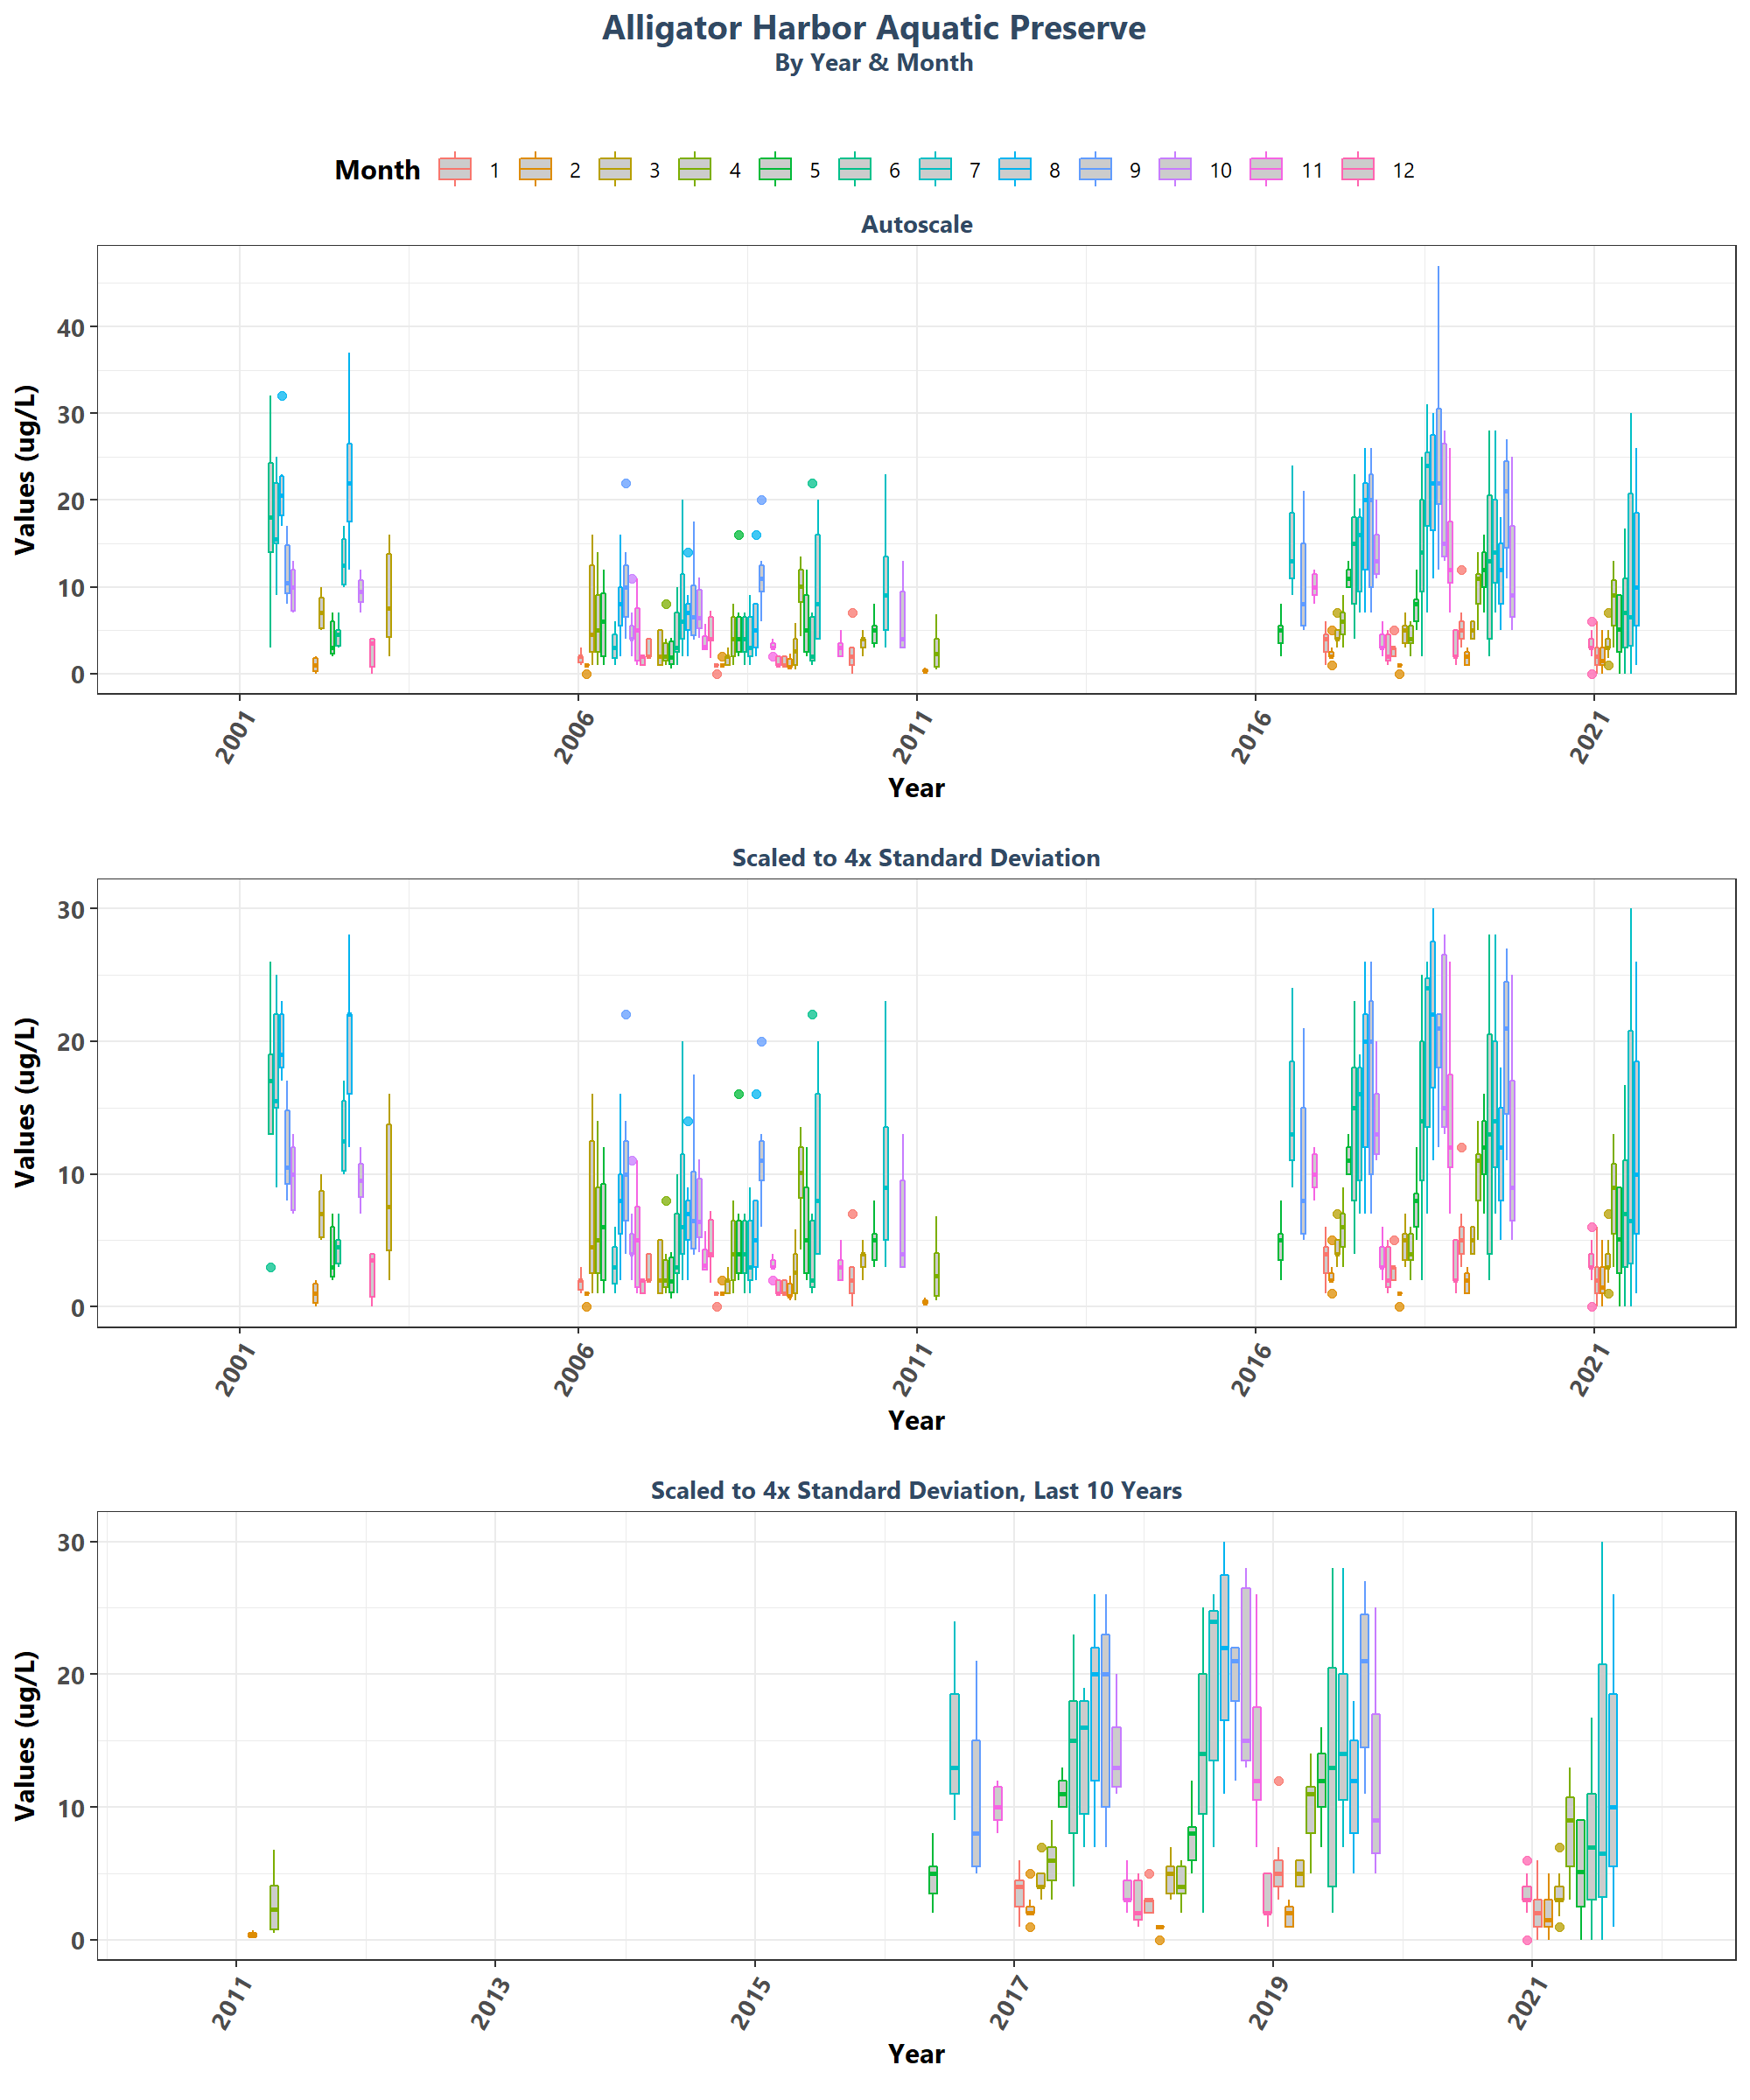 Alligator Harbor Aquatic Preserve
By Year & Month
Month 1 2 3 4 5 6 7 8 9 10 11 12
Autoscale
Values (ug/L)
40
30
20
10
0
2001 2006 2011 2016 2021
Year
Scaled to 4x Standard Deviation
Values (ug/L)
30
20
10
0
2001 2006 2011 2016 2021
Year
Scaled to 4x Standard Deviation, Last 10 Years
Values (ug/L)
30
20
10
0
2011 2013 2015 2017 2019 2021
Year